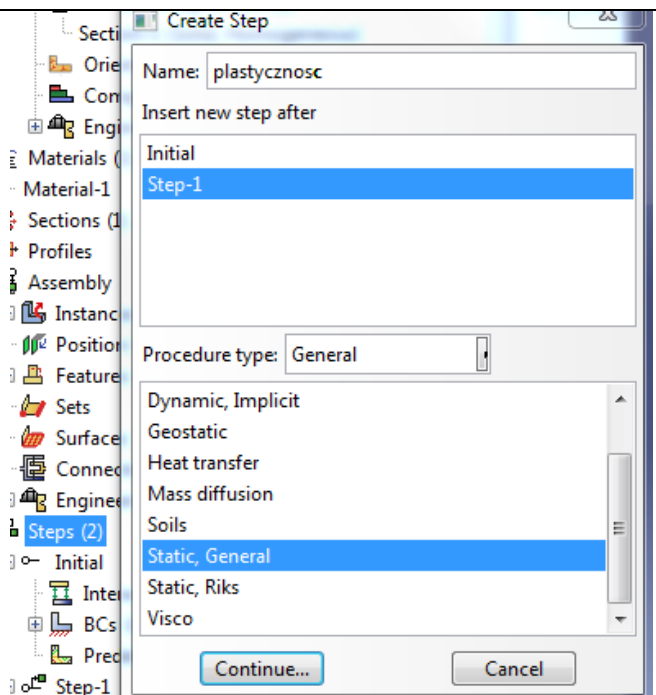 Create Step
Secti
Orie
Name: plastycznosc
Com
Insert new step after
Engi
Initial
Materials (
Step-1
Material-1
Sections (1
Profiles
Assembly
Instanc
Position
Procedure type: General
Feature
Dynamic, Implicit
Sets
Geostatic
Surface
Heat transfer
Connec
Mass diffusion
Enginee
Soils
Steps (2)
Static, General
Initial
Static, Riks
Inter
Visco
BCs
Pred
Continue... Cancel
Step-1